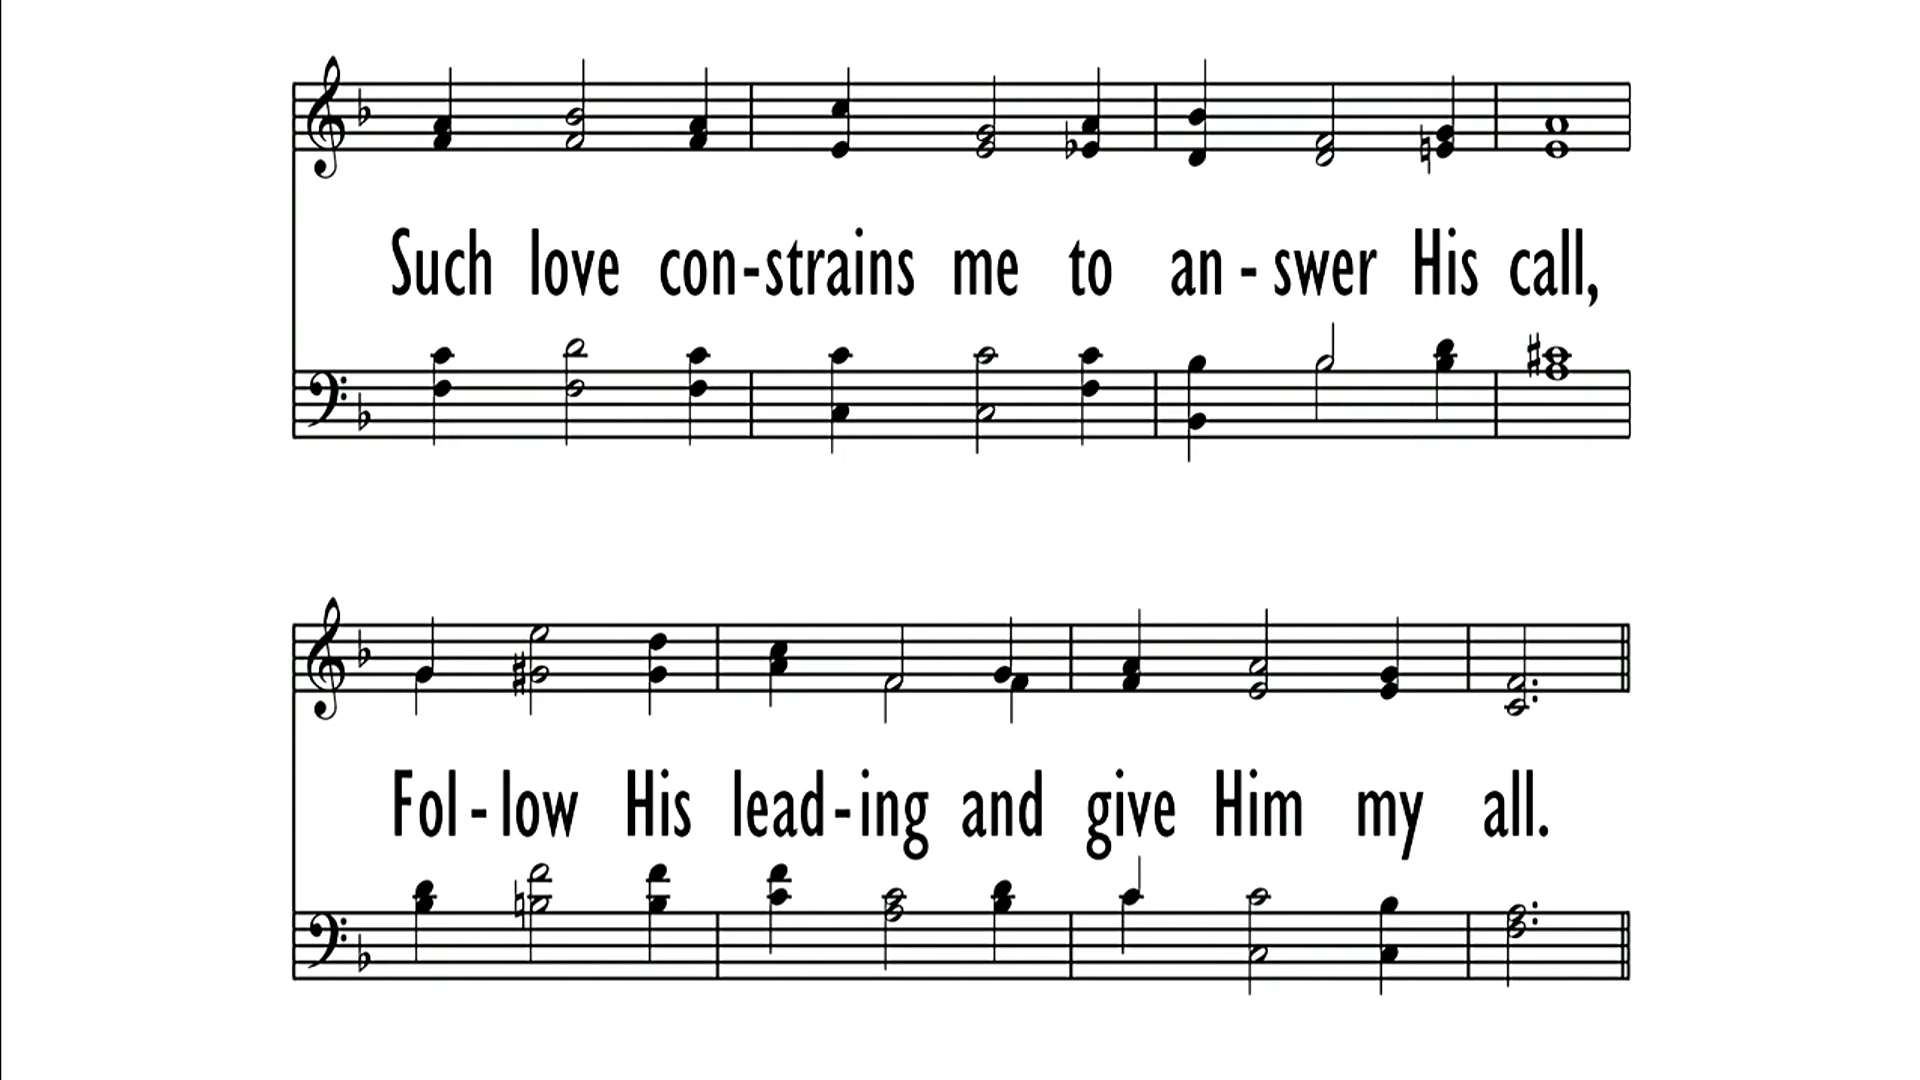 Such love con-strains me to an-swer His call,
Fol-low His lead-ing and give Him my all.